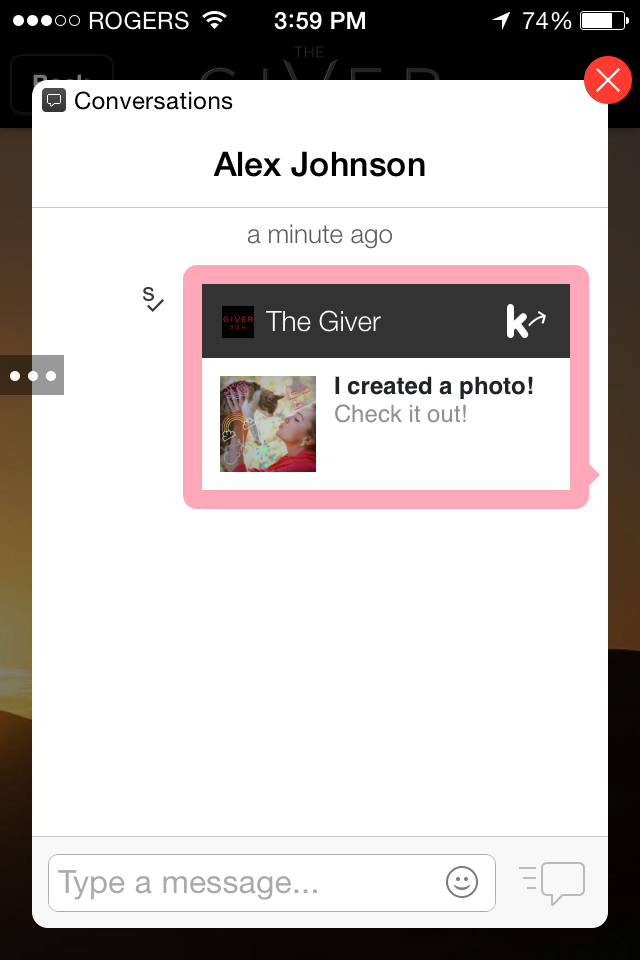 ROGERS 3:59 PM 74%
THE
Back GIVER
Conversations
Alex Johnson
a minute ago
S
GIVER The Giver k
I created a photo!
Check it out!
Type a message...